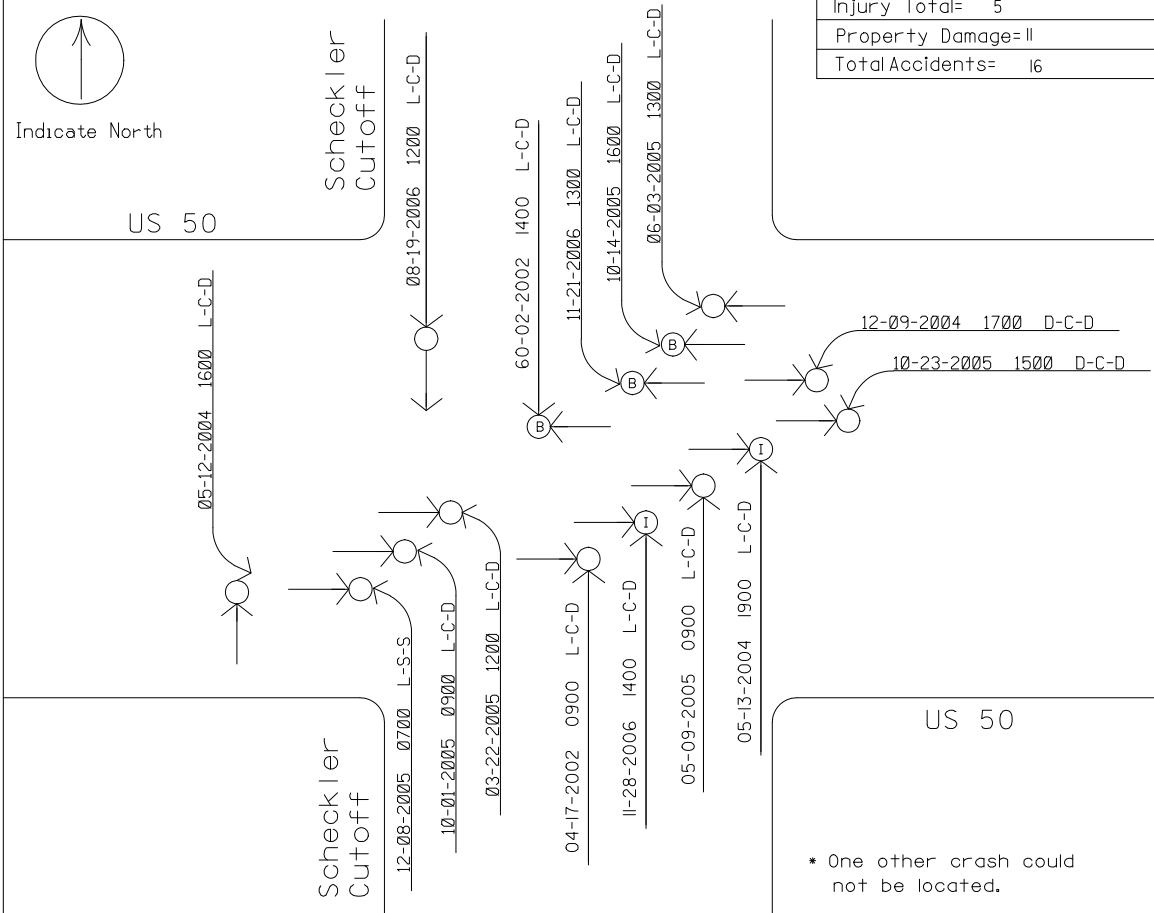 Injury Total= 5
Property Damage= 11
Total Accidents= 16
Indicate North
Scheckler
Cutoff
US 50
08-19-2006 1200 L-C-D
60-02-2002 1400 L-C-D
11-21-2006 1300 L-C-D
10-14-2005 1600 L-C-D
06-03-2005 1300 L-C-D
05-12-2004 1600 L-C-D
12-09-2004 1700 D-C-D
10-23-2005 1500 D-C-D
B
B
B
I
I
12-08-2005 0700 L-S-S
10-01-2005 0900 L-C-D
03-22-2005 1200 L-C-D
04-17-2002 0900 L-C-D
11-28-2006 1400 L-C-D
05-09-2005 0900 L-C-D
05-13-2004 1900 L-C-D
US 50
Scheckler
Cutoff
* One other crash could
not be located.